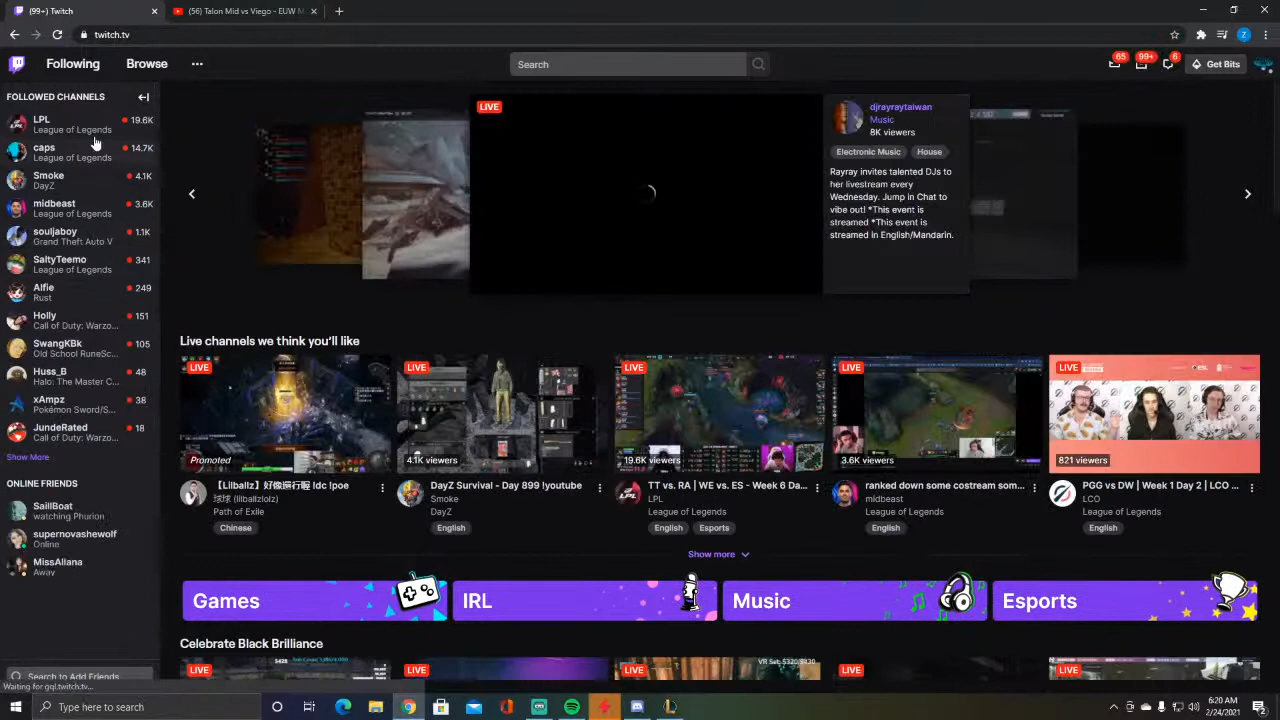 (99+) Twitch
(56) Talon Mid vs Viego - EUW M
twitch.tv
Z
Following
Browse
Search
65
99+
6
Get Bits
FOLLOWED CHANNELS
LPL
League of Legends
19.6K
caps
League of Legends
14.7K
Smoke
DayZ
4.1K
midbeast
League of Legends
3.6K
souljaboy
Grand Theft Auto V
1.1K
SaltyTeemo
League of Legends
341
Alfie
Rust
249
Holly
Call of Duty: Warzo...
151
SwangKBk
Old School RuneSc...
105
Huss_B
Halo: The Master C...
48
xAmpz
Pokémon Sword/S...
38
JundeRated
Call of Duty: Warzo...
18
Show More
ONLINE FRIENDS
SaillBoat
watching Phurion
supernovashewolf
Online
MissAliana
Away
Search to Add Friends
Waiting for gql.twitch.tv...
LIVE
djrayraytaiwan
Music
8K viewers
Electronic Music
House
Rayray invites talented DJs to
her livestream every
Wednesday. Jump in Chat to
vibe out! *This event is
streamed *This event is
streamed in English/Mandarin.
Live channels we think you'll like
LIVE
Promoted
LIVE
4.1K viewers
LIVE
19.6K viewers
LIVE
3.6K viewers
LIVE
821 viewers
DayZ Survival - Day 899 !youtube
Smoke
DayZ
English
TT vs. RA | WE vs. ES - Week 6 Da...
LPL
League of Legends
English
Esports
ranked down some costream som...
midbeast
League of Legends
English
PGG vs DW | Week 1 Day 2 | LCO ...
LCO
League of Legends
English
Path of Exile
Chinese
Show more
Games
IRL
Music
Esports
Celebrate Black Brilliance
LIVE
LIVE
LIVE
LIVE
LIVE
Type here to search
6:20 AM
2/24/2021
2